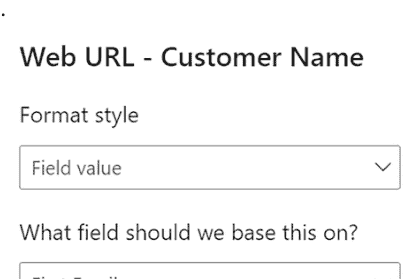 .
Web URL - Customer Name
Format style
Field value
What field should we base this on?